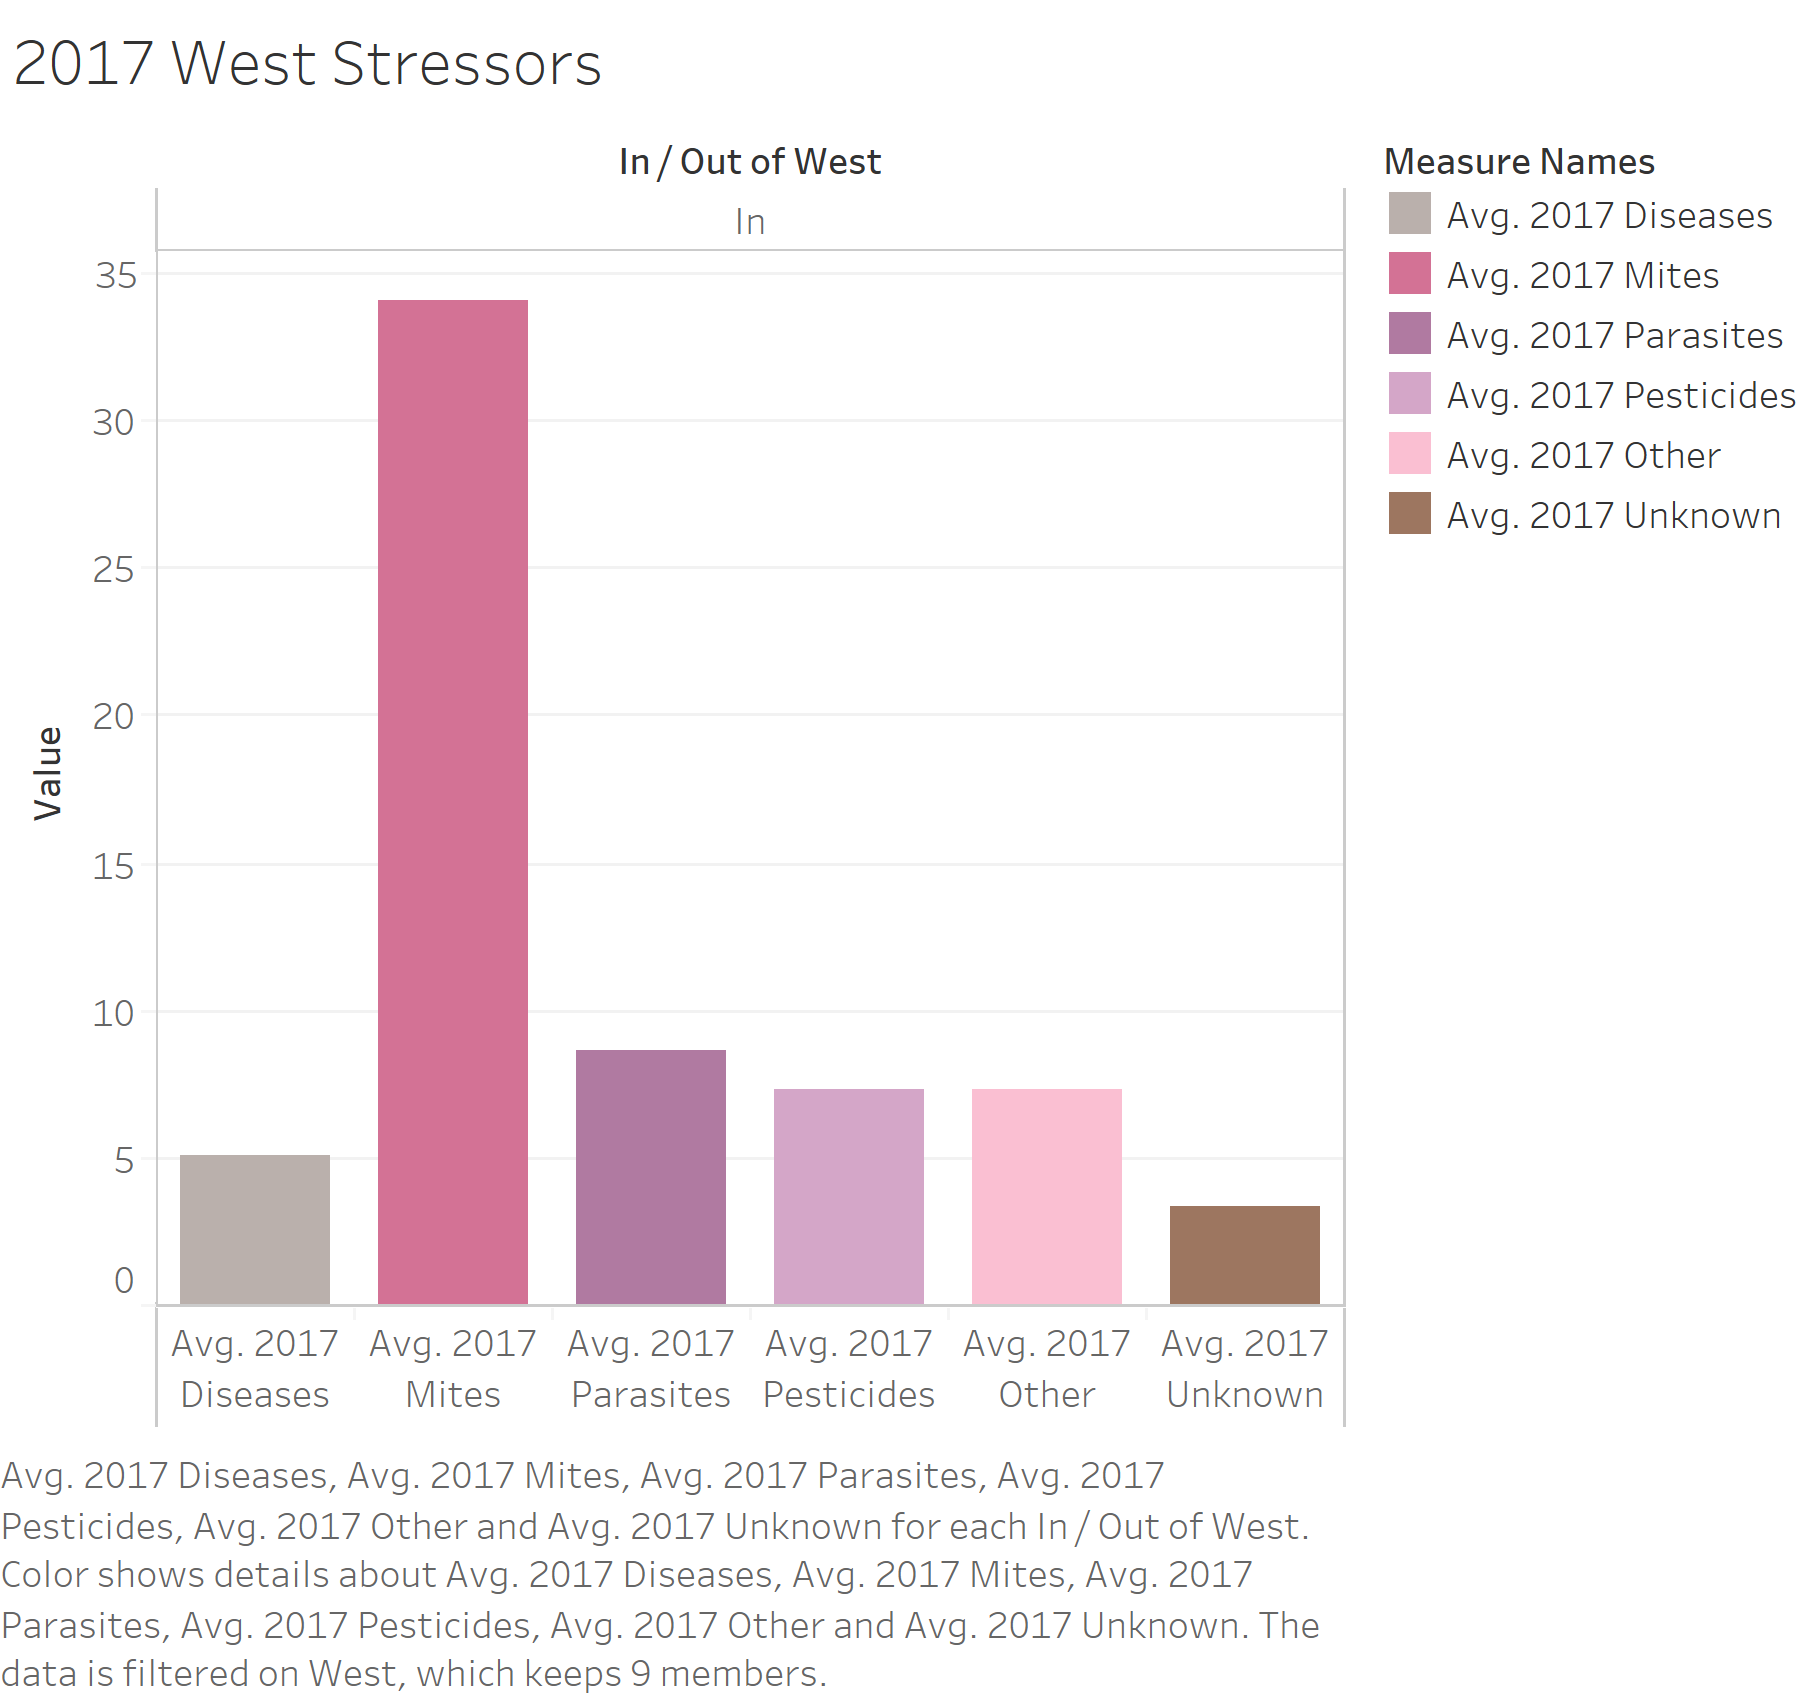 2017 West Stressors
In / Out of West
In
Measure Names
Avg. 2017 Diseases
Avg. 2017 Mites
Avg. 2017 Parasites
Avg. 2017 Pesticides
Avg. 2017 Other
Avg. 2017 Unknown
Value
35
30
25
20
15
10
5
0
Avg. 2017
Diseases
Avg. 2017
Mites
Avg. 2017
Parasites
Avg. 2017
Pesticides
Avg. 2017
Other
Avg. 2017
Unknown
Avg. 2017 Diseases, Avg. 2017 Mites, Avg. 2017 Parasites, Avg. 2017
Pesticides, Avg. 2017 Other and Avg. 2017 Unknown for each In / Out of West.
Color shows details about Avg. 2017 Diseases, Avg. 2017 Mites, Avg. 2017
Parasites, Avg. 2017 Pesticides, Avg. 2017 Other and Avg. 2017 Unknown. The
data is filtered on West, which keeps 9 members.